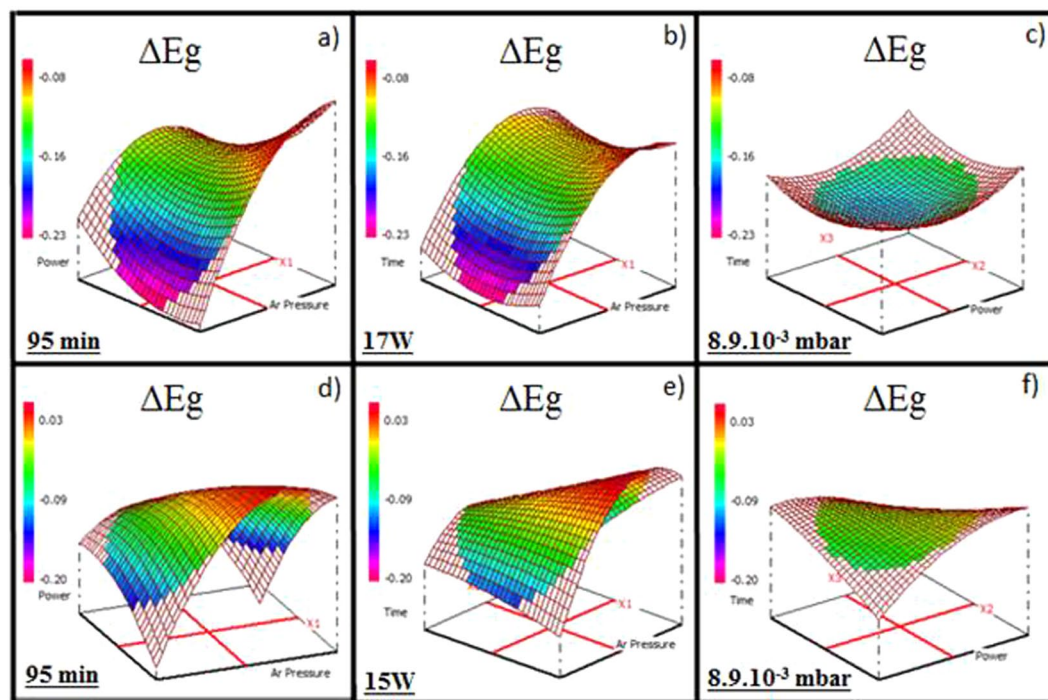 a)
ΔEg
-0.08
-0.16
-0.23
Power
X1
Ar Pressure
95 min
b)
ΔEg
-0.08
-0.16
-0.23
Time
X1
Ar Pressure
17W
c)
ΔEg
-0.08
-0.16
-0.23
X3
Time
X2
Power
8.9.10⁻³ mbar
d)
ΔEg
0.03
-0.09
-0.20
Power
X1
Ar Pressure
95 min
e)
ΔEg
0.03
-0.09
-0.20
Time
X1
Ar Pressure
15W
f)
ΔEg
0.03
-0.09
-0.20
X3
Time
X2
Power
8.9.10⁻³ mbar